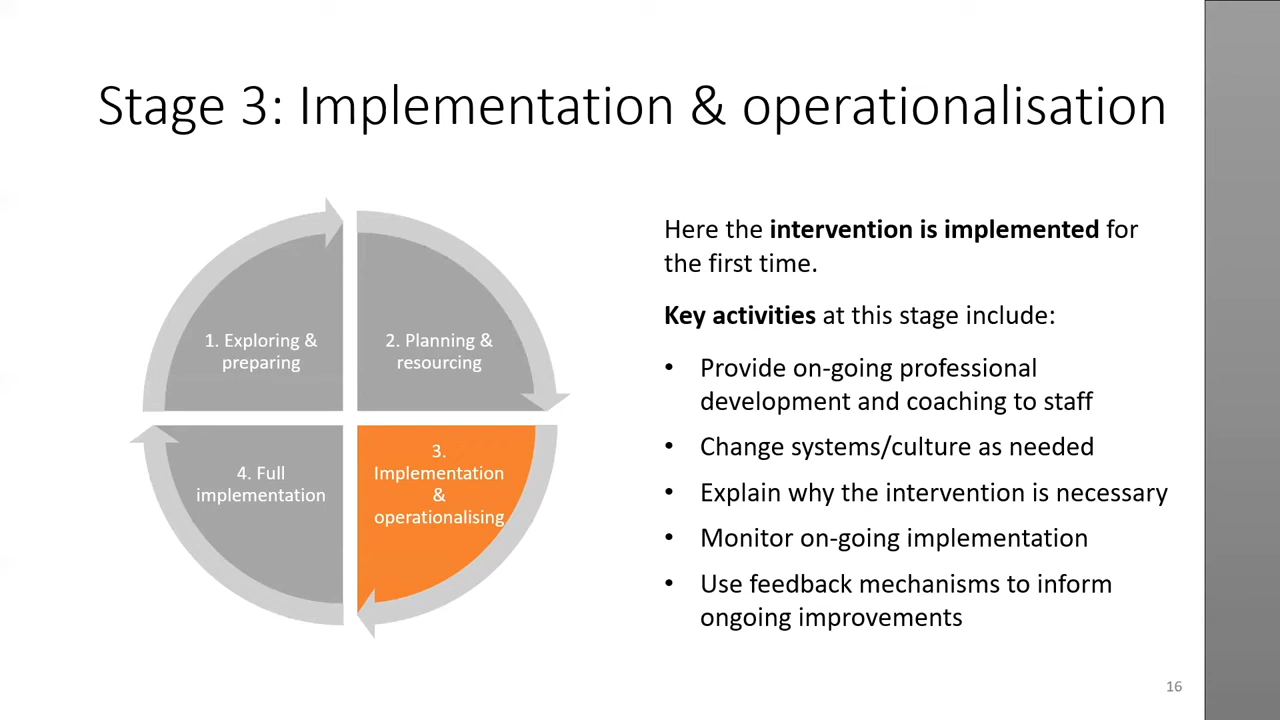 Stage 3: Implementation & operationalisation
1. Exploring &
preparing
2. Planning &
resourcing
3.
Implementation
&
operationalising
4. Full
implementation
Here the intervention is implemented for
the first time.
Key activities at this stage include:
• Provide on-going professional
development and coaching to staff
• Change systems/culture as needed
• Explain why the intervention is necessary
• Monitor on-going implementation
• Use feedback mechanisms to inform
ongoing improvements
16